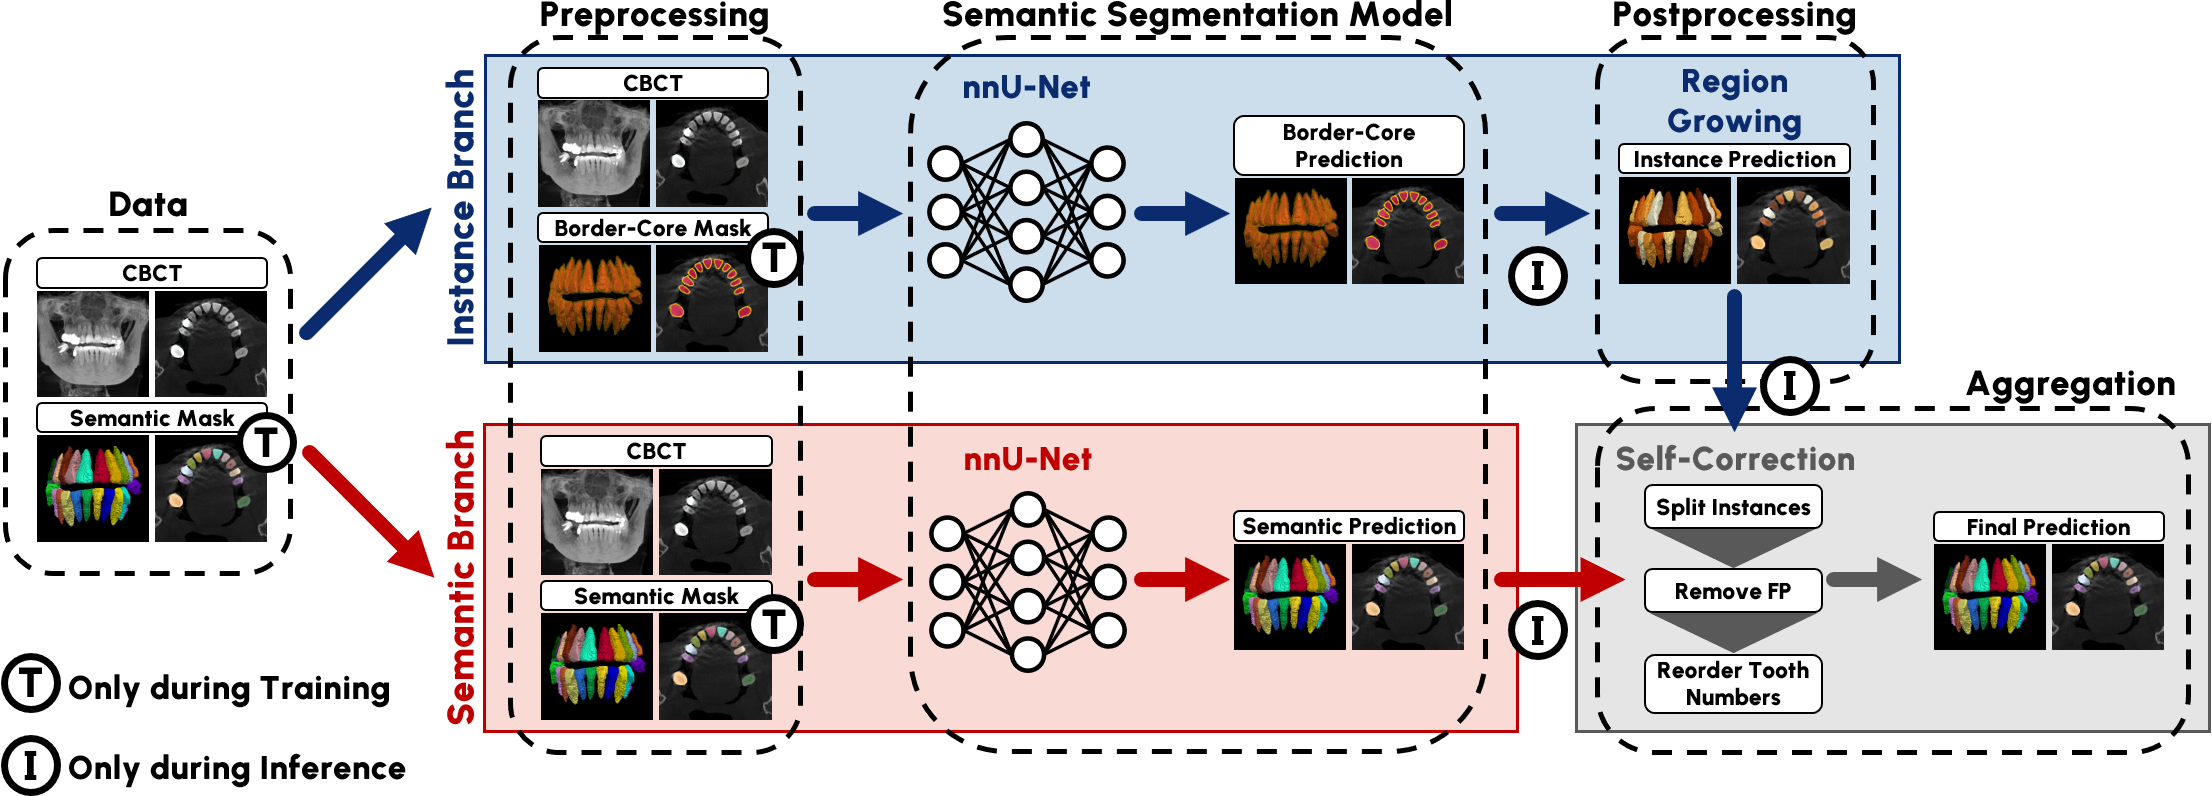 Preprocessing
Semantic Segmentation Model
Postprocessing
Data
CBCT
Semantic Mask
T
Instance Branch
CBCT
Border-Core Mask
T
nnU-Net
Border-Core
Prediction
I
Region
Growing
Instance Prediction
I
Semantic Branch
CBCT
Semantic Mask
T
nnU-Net
Semantic Prediction
I
Aggregation
Self-Correction
Split Instances
Remove FP
Reorder Tooth
Numbers
Final Prediction
T Only during Training
I Only during Inference